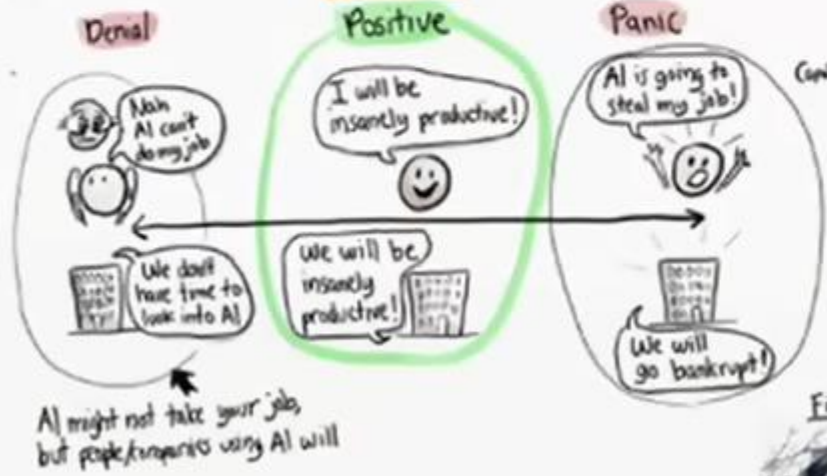 Denial
Positive
Panic
Nah
AI can't
do my job
I will be
insanely productive!
AI is going to
steal my job!
We don't
have time to
look into AI
We will be
insanely
productive!
We will
go bankrupt!
AI might not take your job,
but people/companies using AI will